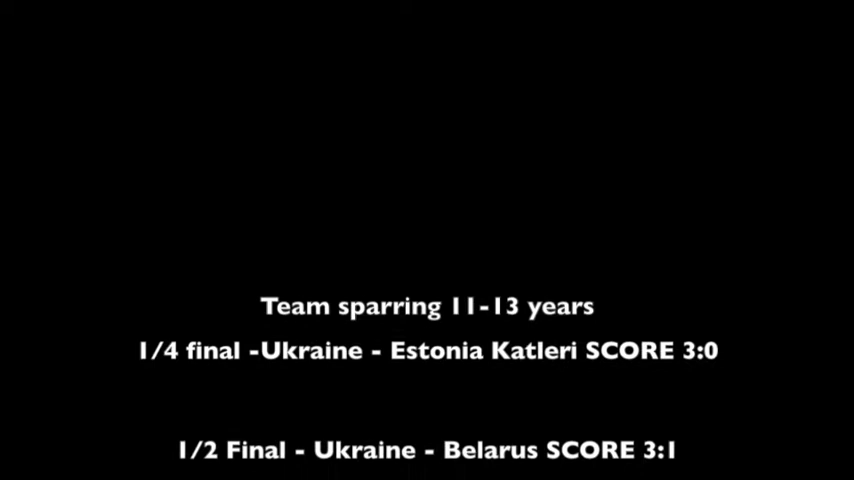 Team sparring 11-13 years
1/4 final -Ukraine - Estonia Katleri SCORE 3:0
1/2 Final - Ukraine - Belarus SCORE 3:1